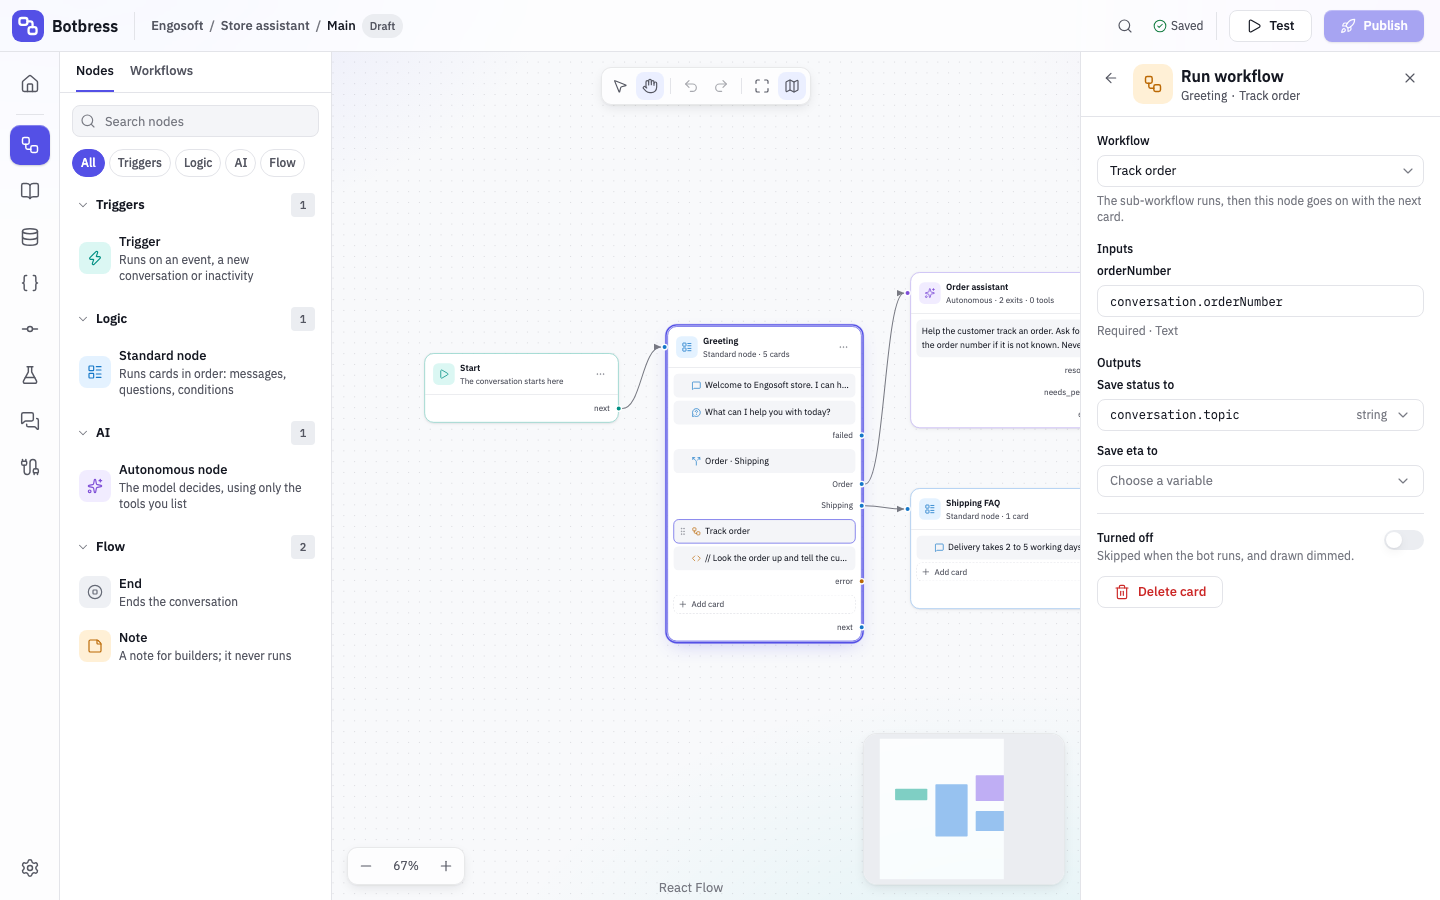 Botbress
Engosoft / Store assistant / Main Draft
Saved
Test
Publish
Nodes
Workflows
Search nodes
All
Triggers
Logic
AI
Flow
Triggers
1
Trigger
Runs on an event, a new
conversation or inactivity
Logic
1
Standard node
Runs cards in order: messages,
questions, conditions
AI
1
Autonomous node
The model decides, using only the
tools you list
Flow
2
End
Ends the conversation
Note
A note for builders; it never runs
Start
The conversation starts here
next
Greeting
Standard node · 5 cards
Welcome to Engosoft store. I can h...
What can I help you with today?
failed
Order · Shipping
Order
Shipping
Track order
// Look the order up and tell the cu...
error
Add card
next
Order assistant
Autonomous · 2 exits · 0 tools
Help the customer track an order. Ask fo
the order number if it is not known. Neve
reso
needs_pe
Shipping FAQ
Standard node · 1 card
Delivery takes 2 to 5 working days
Add card
67%
React Flow
Run workflow
Greeting · Track order
Workflow
Track order
The sub-workflow runs, then this node goes on with the next
card.
Inputs
orderNumber
conversation.orderNumber
Required · Text
Outputs
Save status to
conversation.topic
string
Save eta to
Choose a variable
Turned off
Skipped when the bot runs, and drawn dimmed.
Delete card